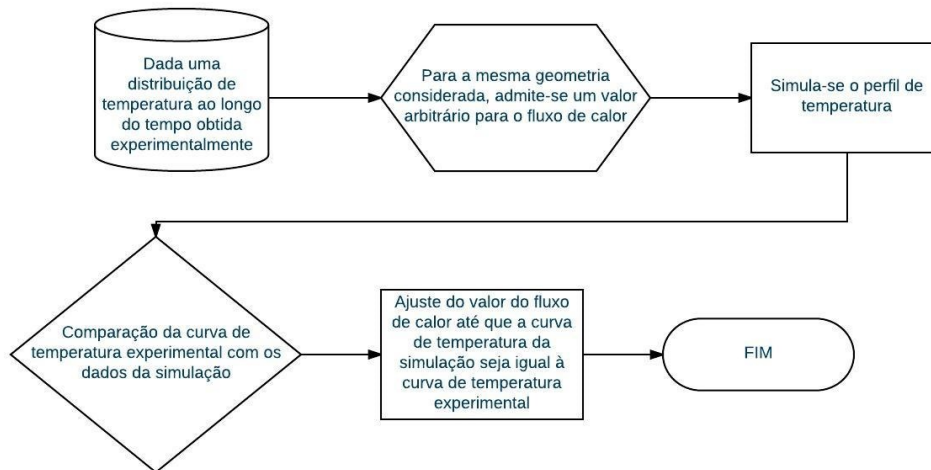 Dada uma
distribuição de
temperatura ao longo
do tempo obtida
experimentalmente
Para a mesma geometria
considerada, admite-se um valor
arbitrário para o fluxo de calor
Simula-se o perfil de
temperatura
Comparação da curva de
temperatura experimental com os
dados da simulação
Ajuste do valor do fluxo
de calor até que a curva
de temperatura da
simulação seja igual à
curva de temperatura
experimental
FIM